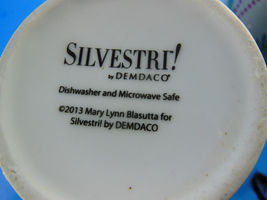 SILVESTRI!
by DEMDACO®
Dishwasher and Microwave Safe
©2013 Mary Lynn Blasutta for
Silvestri! by DEMDACO